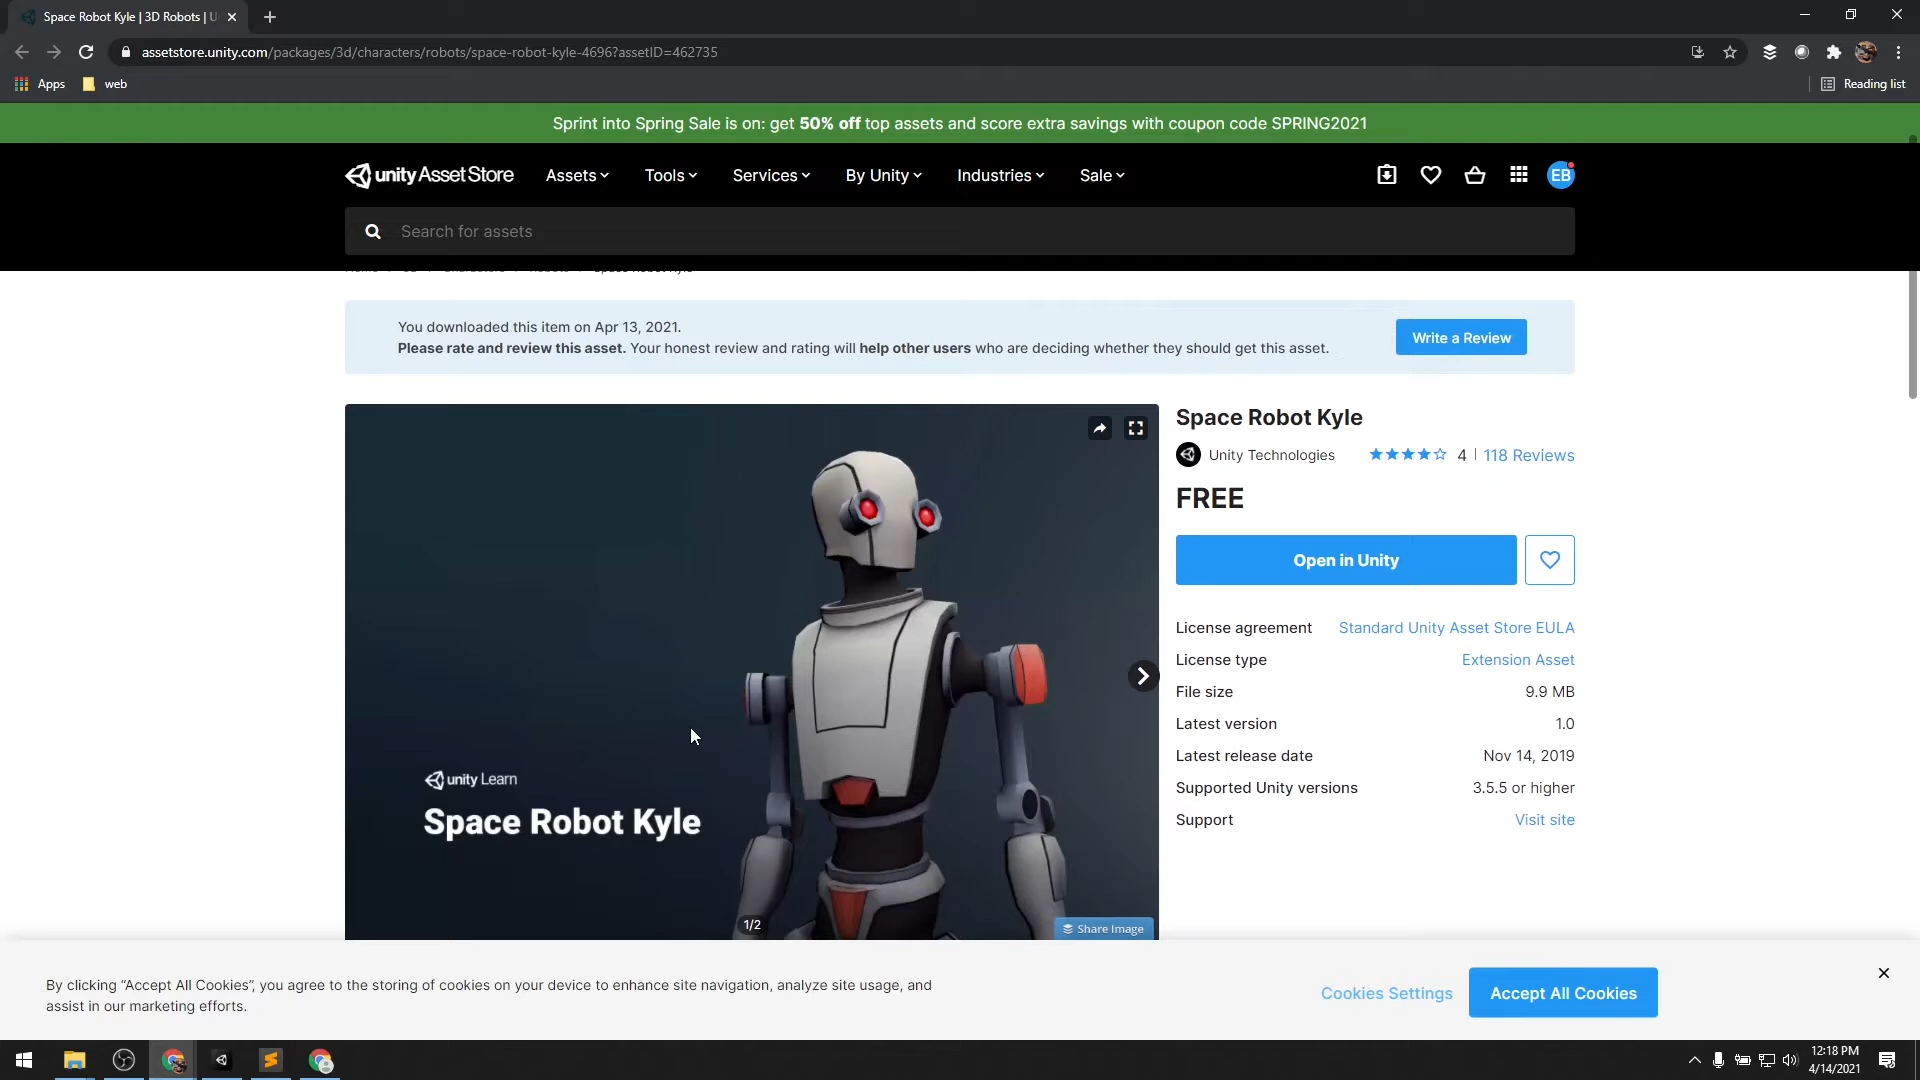 Space Robot Kyle | 3D Robots | U
assetstore.unity.com/packages/3d/characters/robots/space-robot-kyle-4696?assetID=462735
Apps
web
Reading list
Sprint into Spring Sale is on: get 50% off top assets and score extra savings with coupon code SPRING2021
unity Asset Store
Assets
Tools
Services
By Unity
Industries
Sale
EB
Search for assets
You downloaded this item on Apr 13, 2021.
Please rate and review this asset. Your honest review and rating will help other users who are deciding whether they should get this asset.
Write a Review
unity Learn
Space Robot Kyle
1/2
Share Image
Space Robot Kyle
Unity Technologies
4 | 118 Reviews
FREE
Open in Unity
License agreement Standard Unity Asset Store EULA
License type Extension Asset
File size 9.9 MB
Latest version 1.0
Latest release date Nov 14, 2019
Supported Unity versions 3.5.5 or higher
Support Visit site
By clicking “Accept All Cookies”, you agree to the storing of cookies on your device to enhance site navigation, analyze site usage, and
assist in our marketing efforts.
Cookies Settings
Accept All Cookies
12:18 PM
4/14/2021